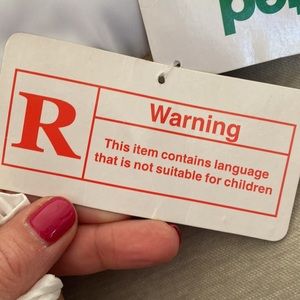 R
Warning
This item contains language
that is not suitable for children